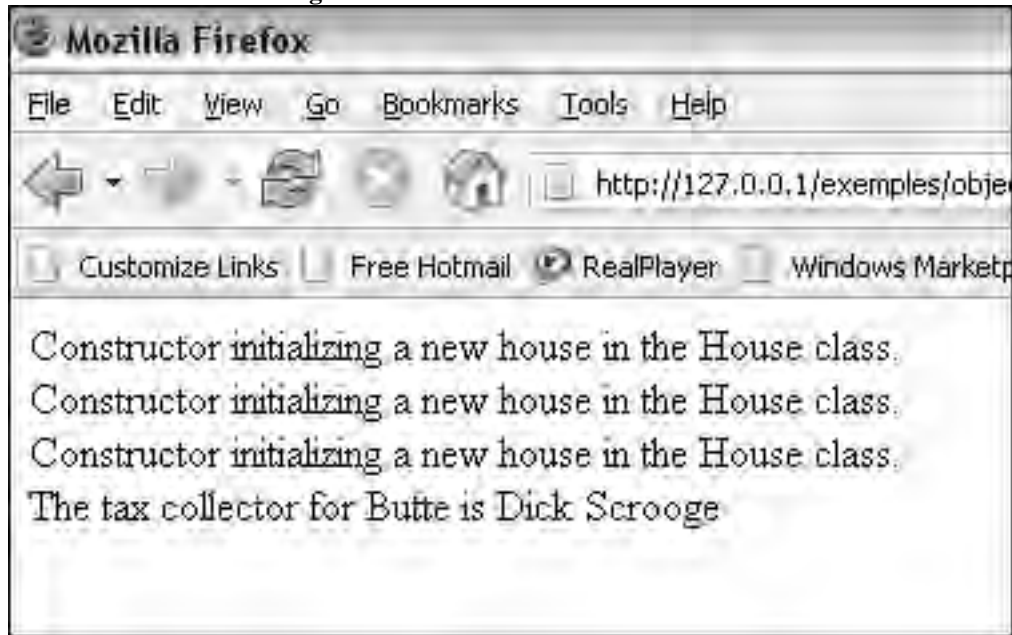 Mozilla Firefox
File Edit View Go Bookmarks Tools Help
http://127.0.0.1/exemples/obje
Customize Links Free Hotmail RealPlayer Windows Marketp
Constructor initializing a new house in the House class.
Constructor initializing a new house in the House class.
Constructor initializing a new house in the House class.
The tax collector for Butte is Dick Scrooge